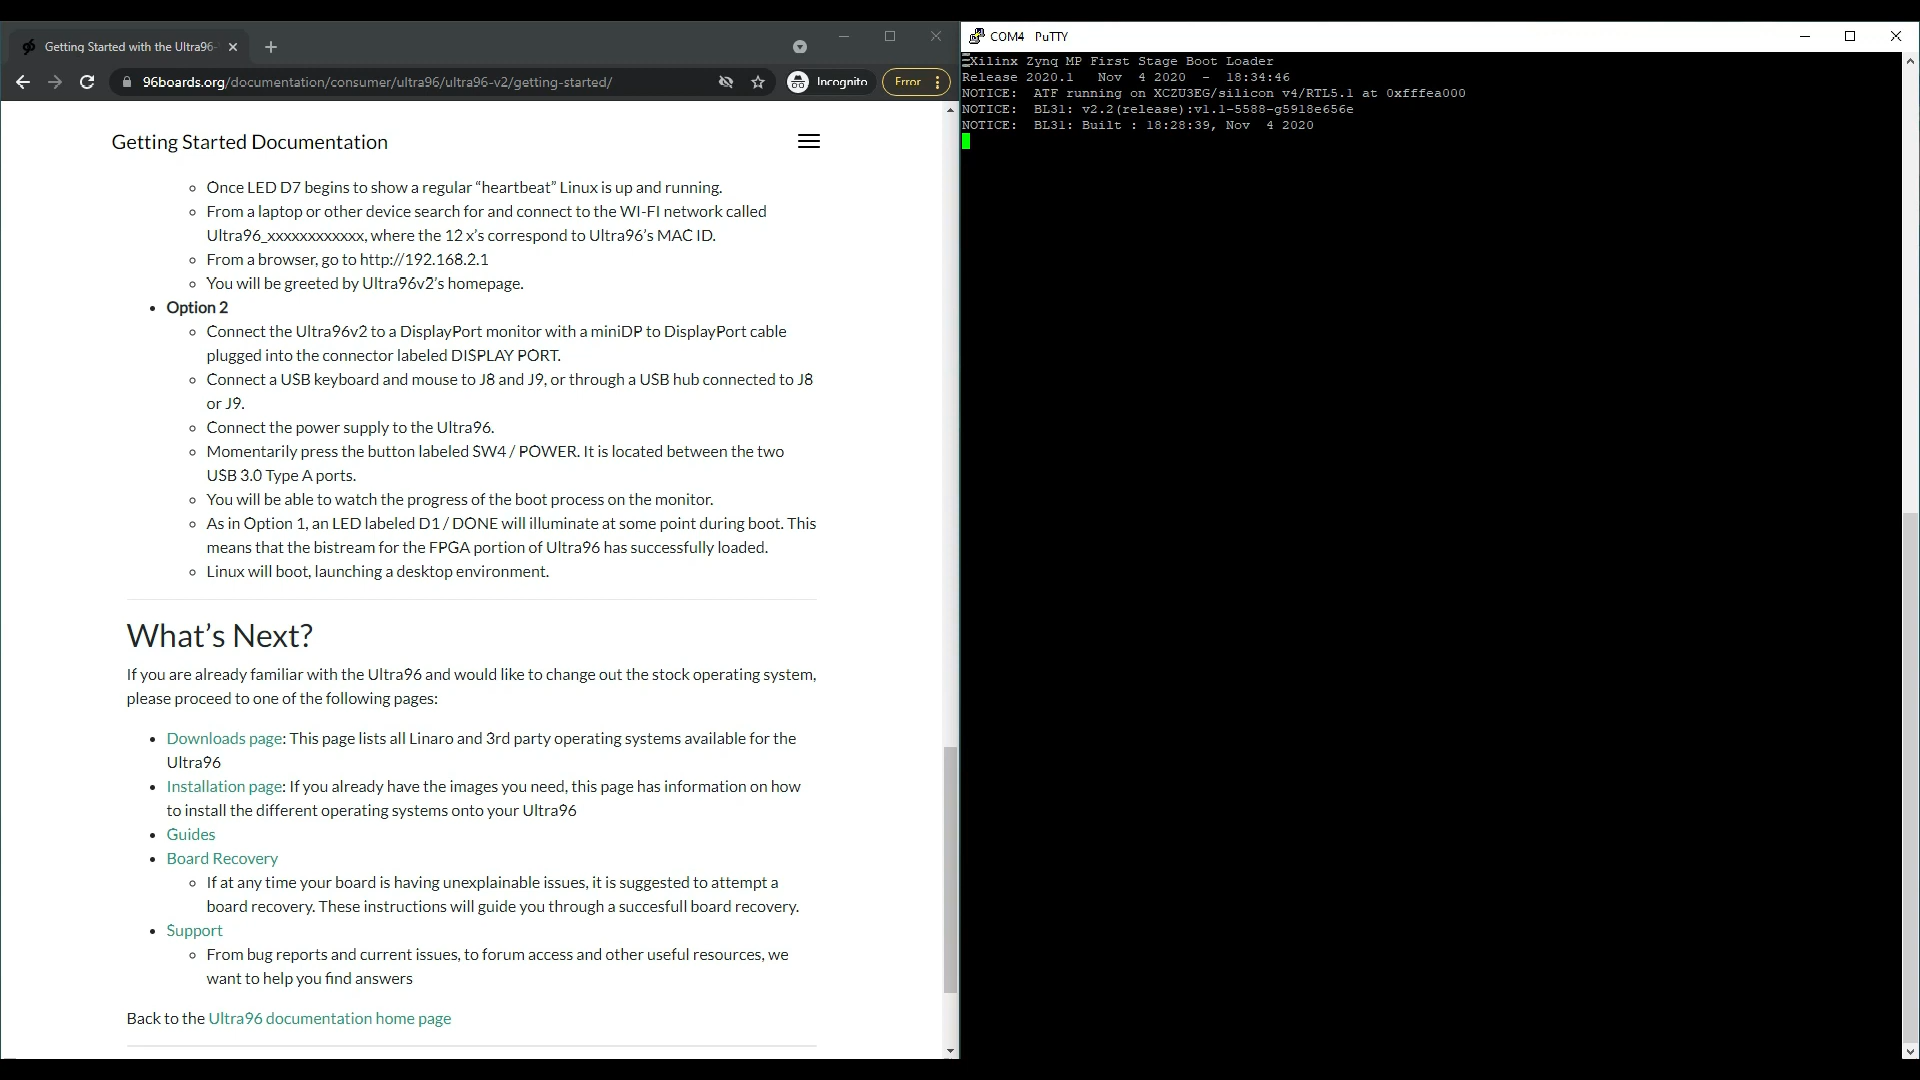 Getting Started with the Ultra96-
96boards.org/documentation/consumer/ultra96/ultra96-v2/getting-started/
Incognito
Error
Getting Started Documentation
Once LED D7 begins to show a regular “heartbeat” Linux is up and running.
From a laptop or other device search for and connect to the WI-FI network called
Ultra96_xxxxxxxxxxxx, where the 12 x’s correspond to Ultra96’s MAC ID.
From a browser, go to http://192.168.2.1
You will be greeted by Ultra96v2’s homepage.
Option 2
Connect the Ultra96v2 to a DisplayPort monitor with a miniDP to DisplayPort cable
plugged into the connector labeled DISPLAY PORT.
Connect a USB keyboard and mouse to J8 and J9, or through a USB hub connected to J8
or J9.
Connect the power supply to the Ultra96.
Momentarily press the button labeled SW4 / POWER. It is located between the two
USB 3.0 Type A ports.
You will be able to watch the progress of the boot process on the monitor.
As in Option 1, an LED labeled D1 / DONE will illuminate at some point during boot. This
means that the bistream for the FPGA portion of Ultra96 has successfully loaded.
Linux will boot, launching a desktop environment.
What’s Next?
If you are already familiar with the Ultra96 and would like to change out the stock operating system,
please proceed to one of the following pages:
Downloads page: This page lists all Linaro and 3rd party operating systems available for the
Ultra96
Installation page: If you already have the images you need, this page has information on how
to install the different operating systems onto your Ultra96
Guides
Board Recovery
If at any time your board is having unexplainable issues, it is suggested to attempt a
board recovery. These instructions will guide you through a succesfull board recovery.
Support
From bug reports and current issues, to forum access and other useful resources, we
want to help you find answers
Back to the Ultra96 documentation home page
COM4 PuTTY
Xilinx Zynq MP First Stage Boot Loader
Release 2020.1 Nov 4 2020 - 18:34:46
NOTICE: ATF running on XCZU3EG/silicon v4/RTL5.1 at 0xfffea000
NOTICE: BL31: v2.2(release):v1.1-5588-g5918e656e
NOTICE: BL31: Built : 18:28:39, Nov 4 2020